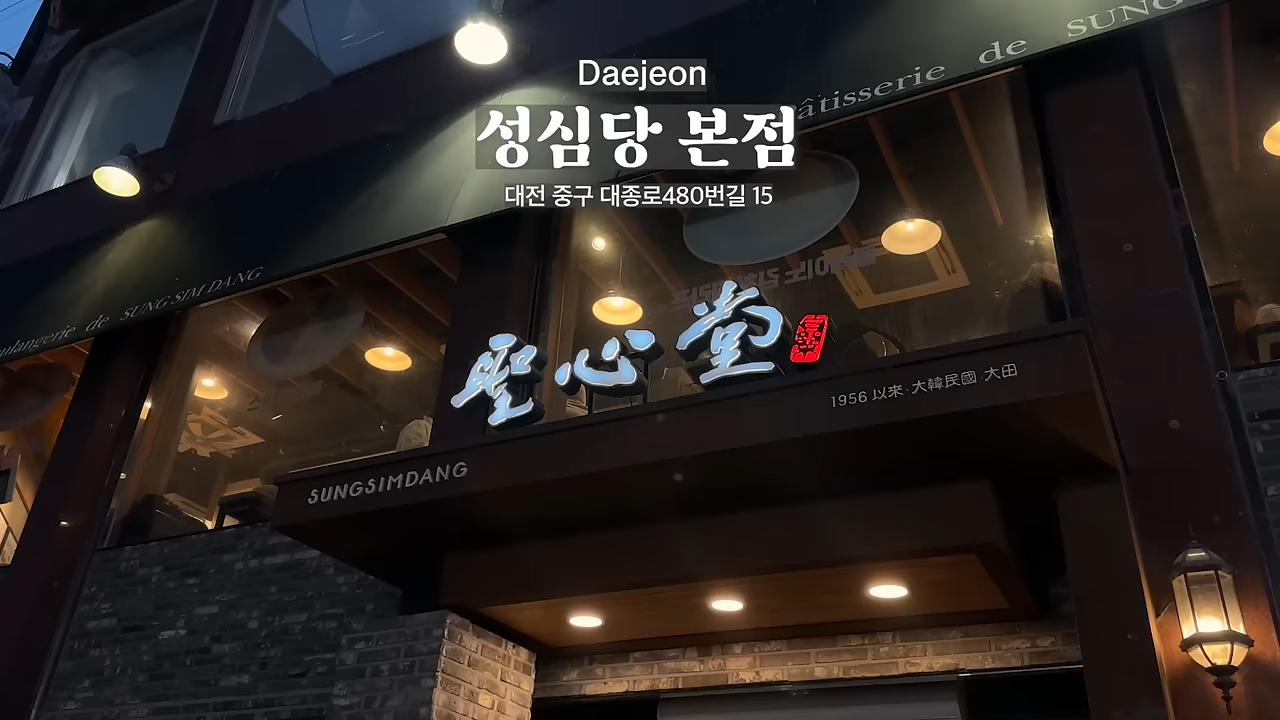 Daejeon
성심당 본점
대전 중구 대종로480번길 15
âtisserie de SUNG
oulangerie de SUNG SIM DANG
聖心堂
1956 以來·大韓民國 大田
SUNGSIMDANG